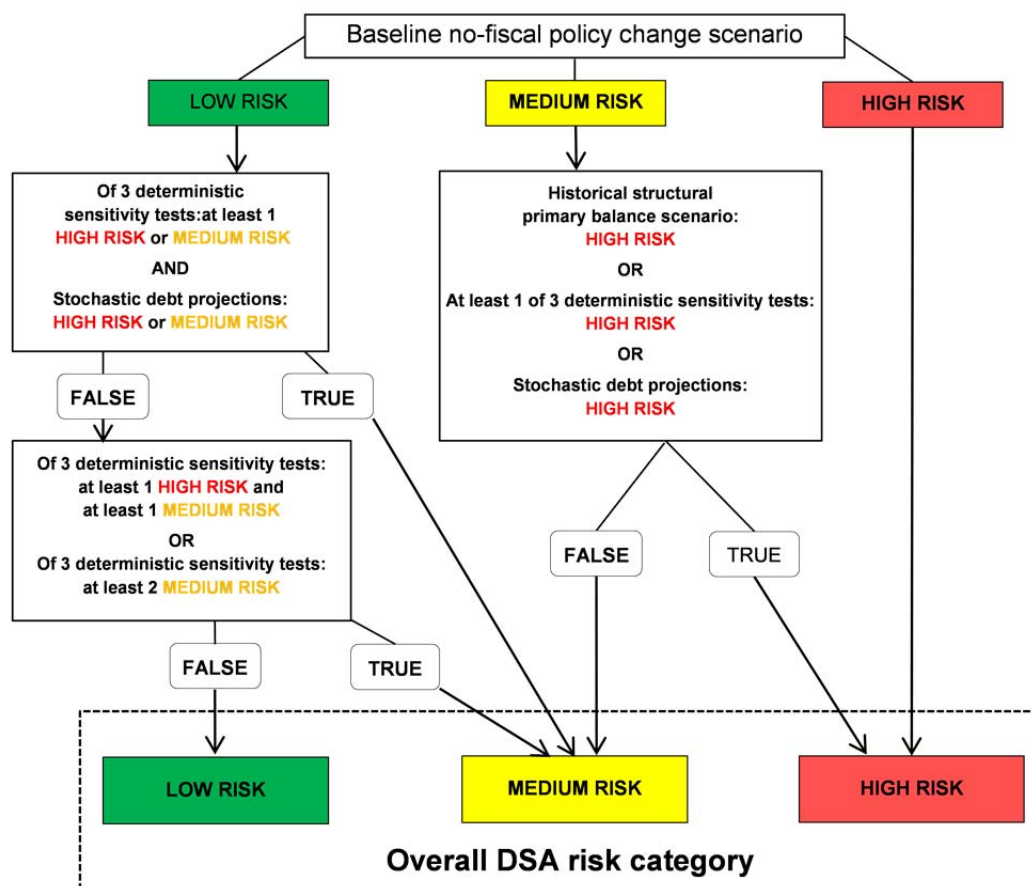 Baseline no-fiscal policy change scenario
LOW RISK
MEDIUM RISK
HIGH RISK
Of 3 deterministic
sensitivity tests:at least 1
HIGH RISK or MEDIUM RISK
AND
Stochastic debt projections:
HIGH RISK or MEDIUM RISK
Historical structural
primary balance scenario:
HIGH RISK
OR
At least 1 of 3 deterministic sensitivity tests:
HIGH RISK
OR
Stochastic debt projections:
HIGH RISK
FALSE
TRUE
Of 3 deterministic sensitivity tests:
at least 1 HIGH RISK and
at least 1 MEDIUM RISK
OR
Of 3 deterministic sensitivity tests:
at least 2 MEDIUM RISK
FALSE
TRUE
FALSE
TRUE
LOW RISK
MEDIUM RISK
HIGH RISK
Overall DSA risk category